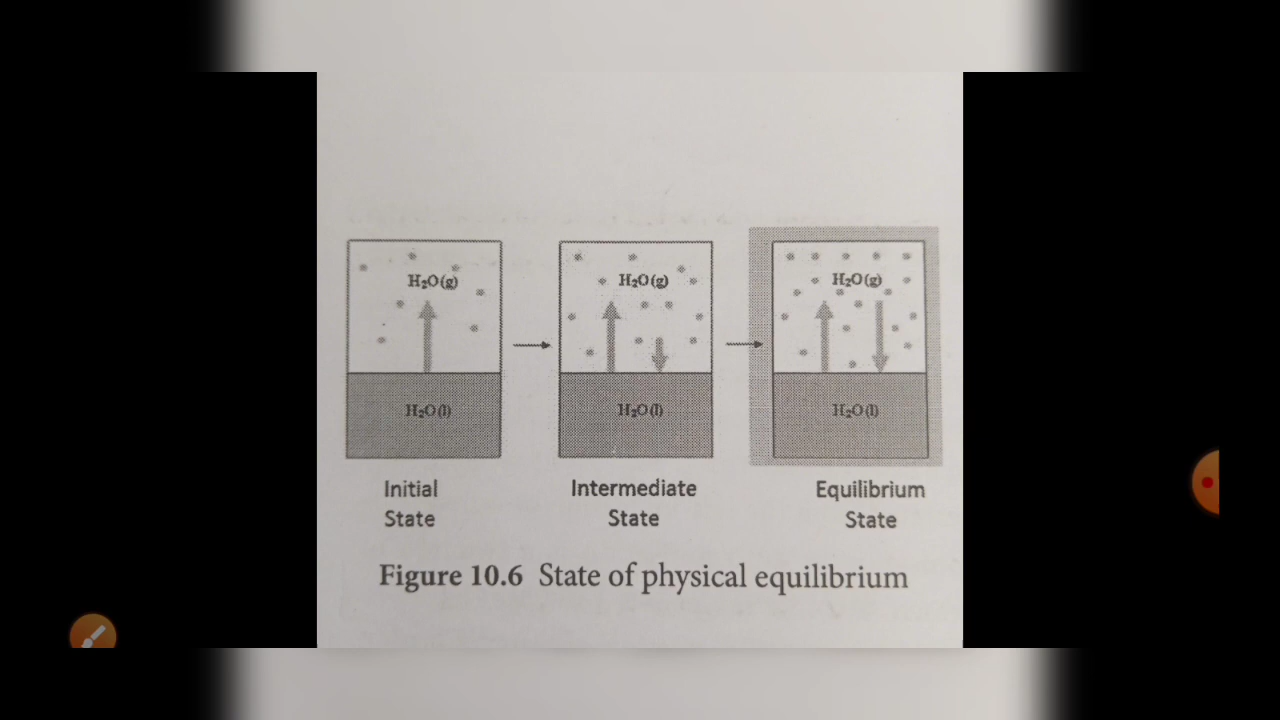 H₂O(g) H₂O(g) H₂O(g)
H₂O(l) H₂O(l) H₂O(l)
Initial State
Intermediate State
Equilibrium State
Figure 10.6 State of physical equilibrium